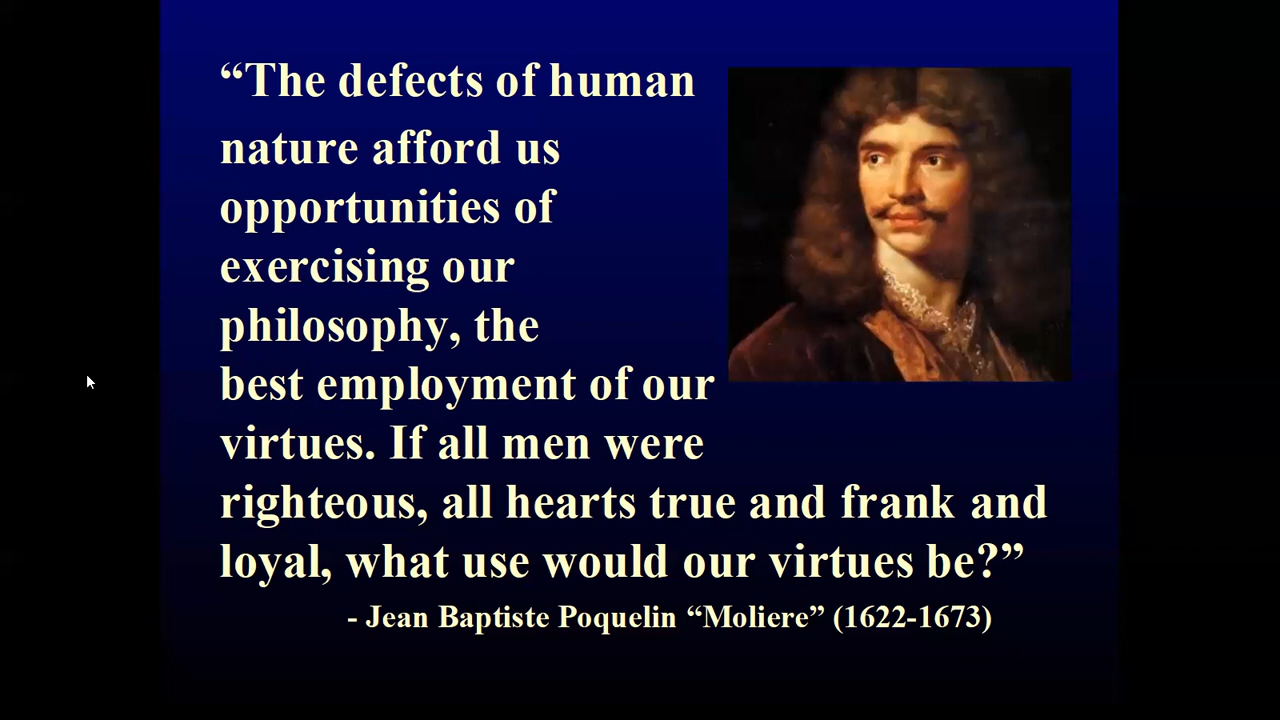 “The defects of human
nature afford us
opportunities of
exercising our
philosophy, the
best employment of our
virtues. If all men were
righteous, all hearts true and frank and
loyal, what use would our virtues be?”
- Jean Baptiste Poquelin “Moliere” (1622-1673)